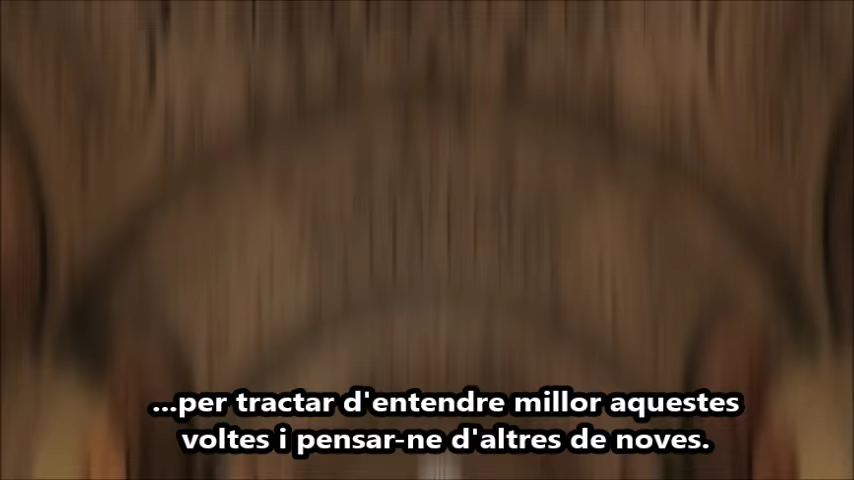 ...per tractar d'entendre millor aquestes
voltes i pensar-ne d'altres de noves.